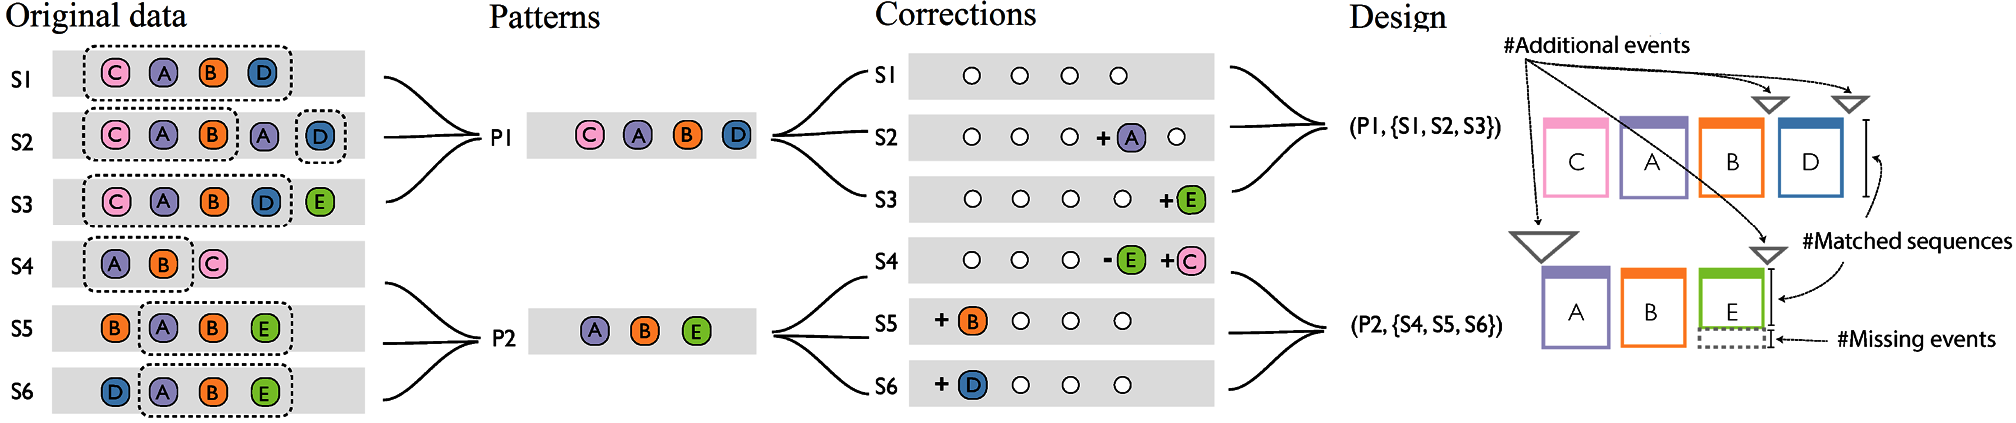 Original data Patterns Corrections Design
S1 C A B D
S2 C A B A D
S3 C A B D E
S4 A B C
S5 B A B E
S6 D A B E
P1 C A B D
P2 A B E
S1
S2 + A
S3 + E
S4 - E + C
S5 + B
S6 + D
(P1, {S1, S2, S3})
(P2, {S4, S5, S6})
#Additional events
C A B D
#Matched sequences
A B E
#Missing events